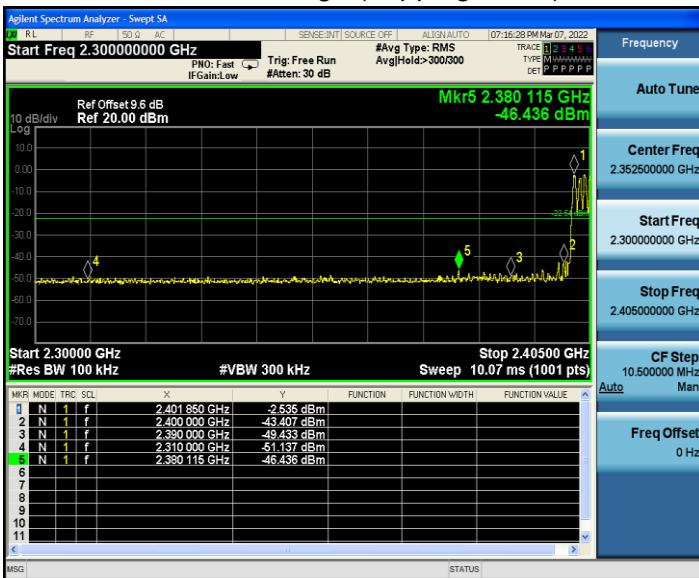 Agilent Spectrum Analyzer - Swept SA
RL RF 50 Ω AC SENSE:INT SOURCE OFF ALIGN AUTO 07:16:28 PM Mar 07, 2022
Start Freq 2.300000000 GHz
PNO: Fast
IFGain:Low
Trig: Free Run
#Atten: 30 dB
#Avg Type: RMS
Avg|Hold:>300/300
TRACE 1 2 3 4 5 6
TYPE M
DET P P P P P P
Mkr5 2.380 115 GHz
-46.436 dBm
Ref Offset 9.6 dB
10 dB/div Ref 20.00 dBm
Log
10.0
0.00
-10.0
-20.0
-30.0
-40.0
-50.0
-60.0
-70.0
1
2
3
4
5
Start 2.30000 GHz Stop 2.40500 GHz
#Res BW 100 kHz #VBW 300 kHz Sweep 10.07 ms (1001 pts)
MKR MODE TRC SCL X Y FUNCTION FUNCTION WIDTH FUNCTION VALUE
1 N 1 f 2.401 850 GHz -2.535 dBm
2 N 1 f 2.400 000 GHz -43.407 dBm
3 N 1 f 2.390 000 GHz -49.433 dBm
4 N 1 f 2.310 000 GHz -51.137 dBm
5 N 1 f 2.380 115 GHz -46.436 dBm
6
7
8
9
10
11
MSG STATUS
Frequency
Auto Tune
Center Freq
2.352500000 GHz
Start Freq
2.300000000 GHz
Stop Freq
2.405000000 GHz
CF Step
10.500000 MHz
Auto Man
Freq Offset
0 Hz